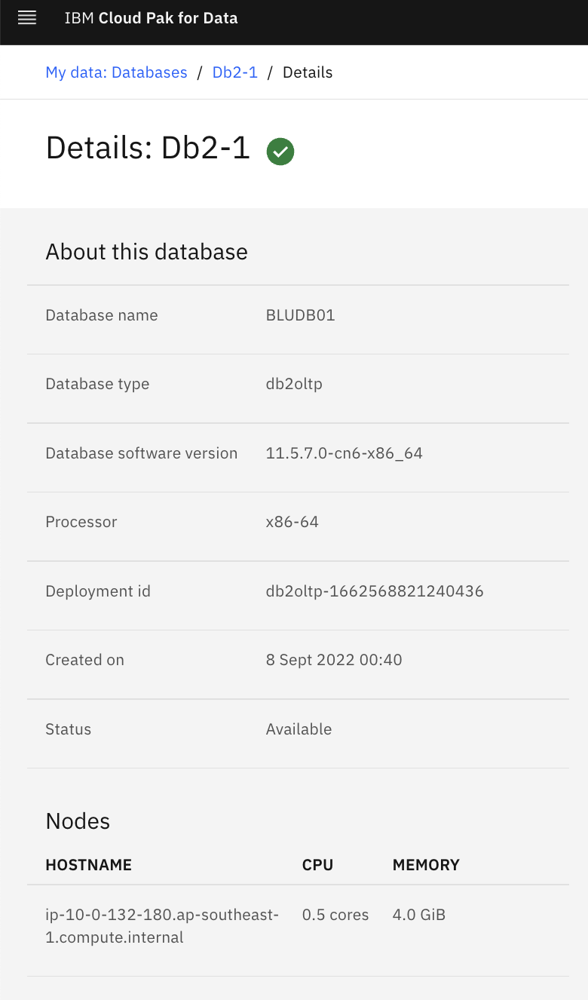 IBM Cloud Pak for Data
My data: Databases / Db2-1 / Details
Details: Db2-1
About this database
Database name BLUDB01
Database type db2oltp
Database software version 11.5.7.0-cn6-x86_64
Processor x86-64
Deployment id db2oltp-1662568821240436
Created on 8 Sept 2022 00:40
Status Available
Nodes
HOSTNAME CPU MEMORY
ip-10-0-132-180.ap-southeast- 0.5 cores 4.0 GiB
1.compute.internal